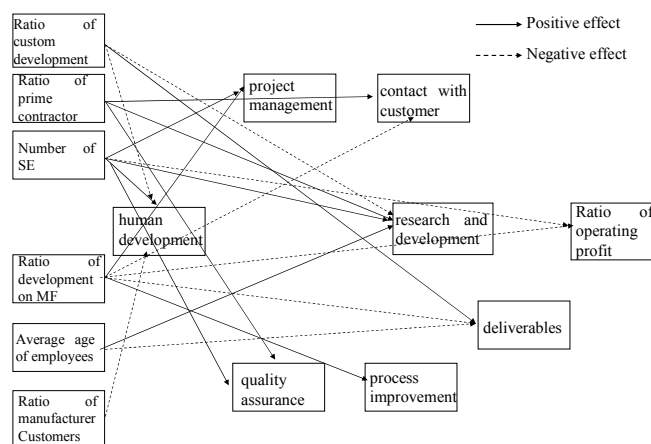 Ratio of
custom
development
Positive effect
Negative effect
Ratio of
prime
contractor
project
management
contact with
customer
Number of
SE
human
development
research and
development
Ratio of
operating
profit
Ratio of
development
on MF
Average age
of employees
deliverables
quality
assurance
process
improvement
Ratio of
manufacturer
Customers